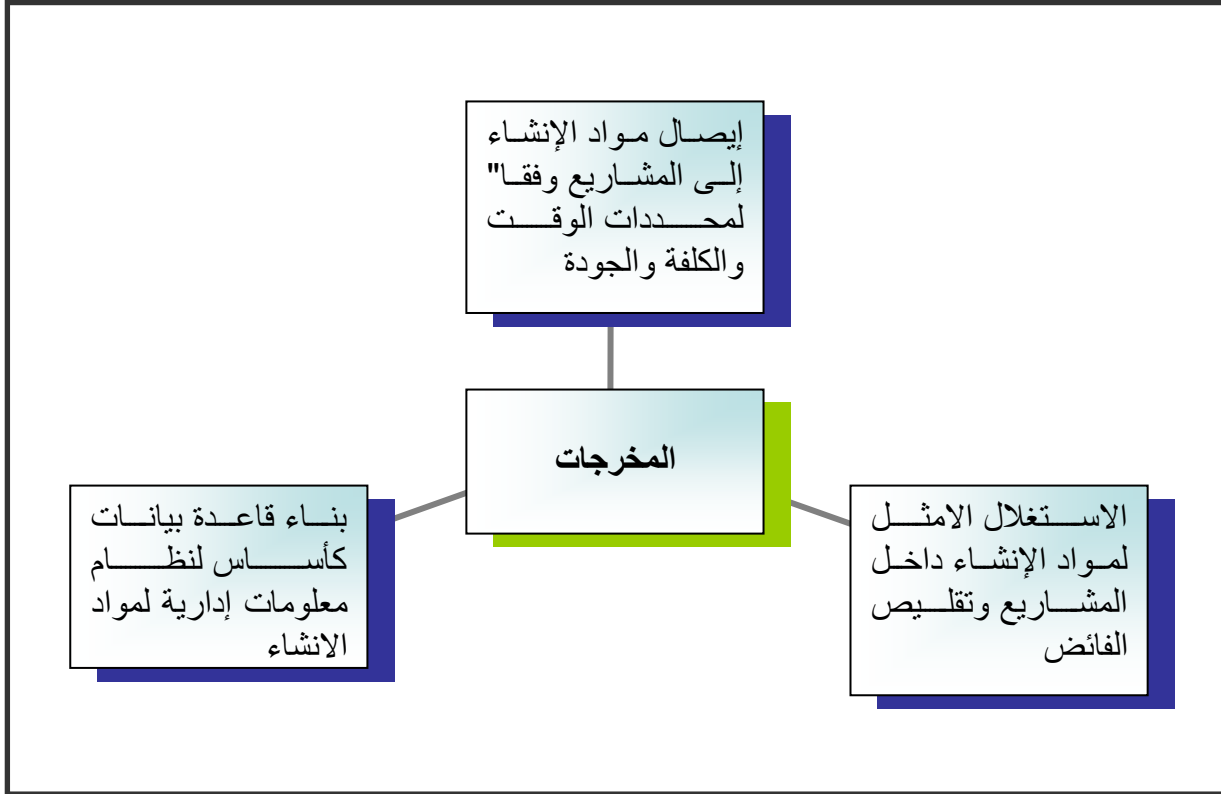 إيصال مواد الإنشاء
إلى المشاريع وفقا"
لمحددات الوقت
والكلفة والجودة
المخرجات
الاستغلال الامثل
لمواد الإنشاء داخل
المشاريع وتقليص
الفائض
بناء قاعدة بيانات
كأساس لنظام
معلومات إدارية لمواد
الانشاء